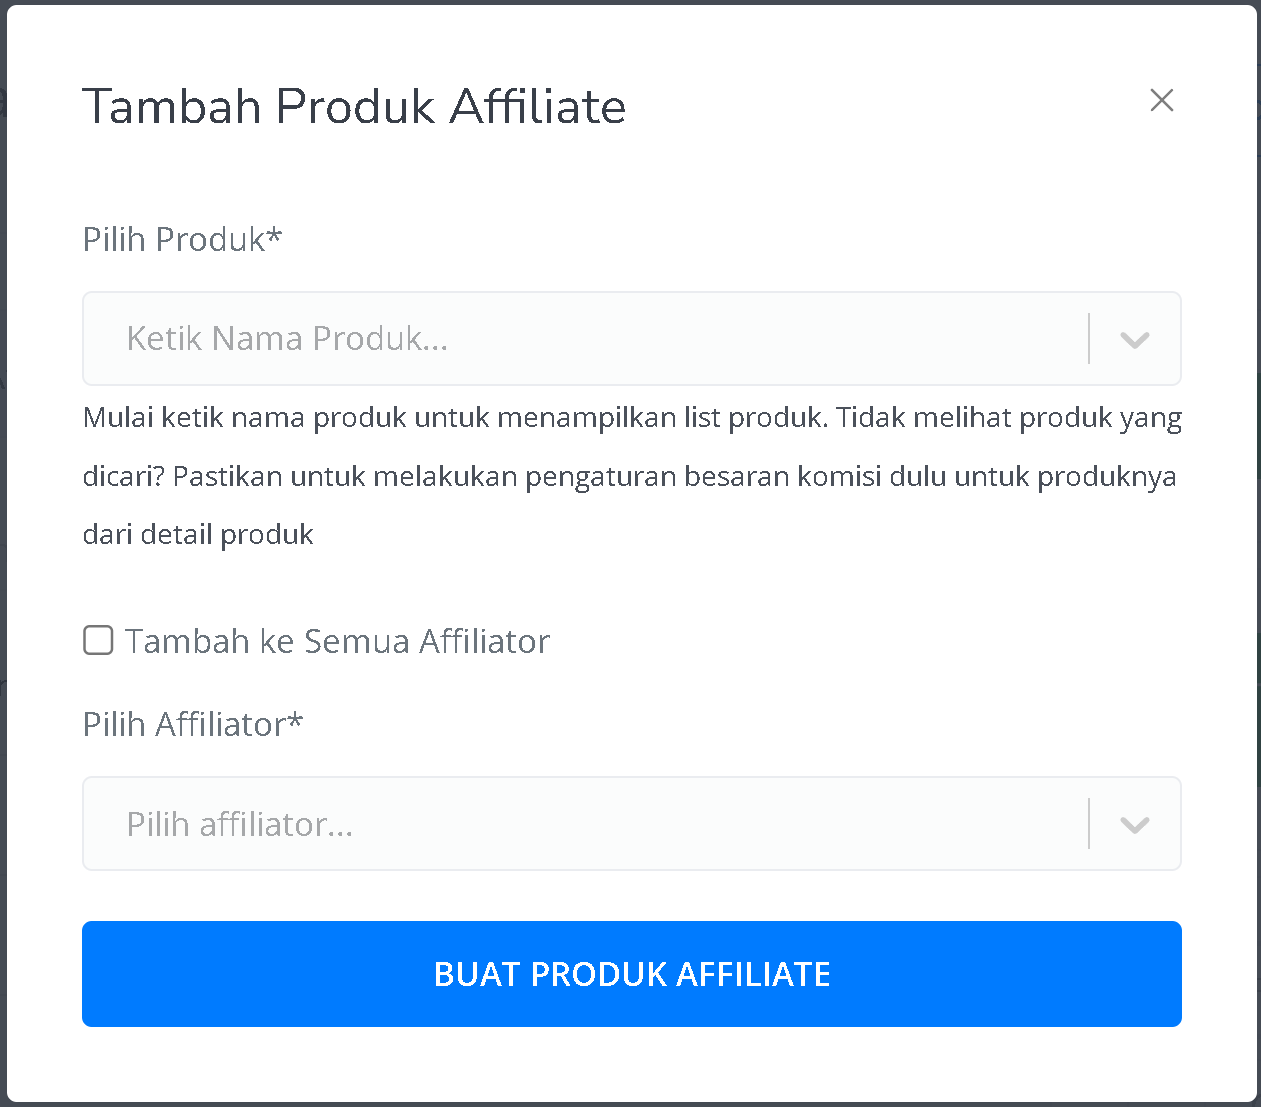 Tambah Produk Affiliate
Pilih Produk*
Ketik Nama Produk...
Mulai ketik nama produk untuk menampilkan list produk. Tidak melihat produk yang
dicari? Pastikan untuk melakukan pengaturan besaran komisi dulu untuk produknya
dari detail produk
Tambah ke Semua Affiliator
Pilih Affiliator*
Pilih affiliator...
BUAT PRODUK AFFILIATE